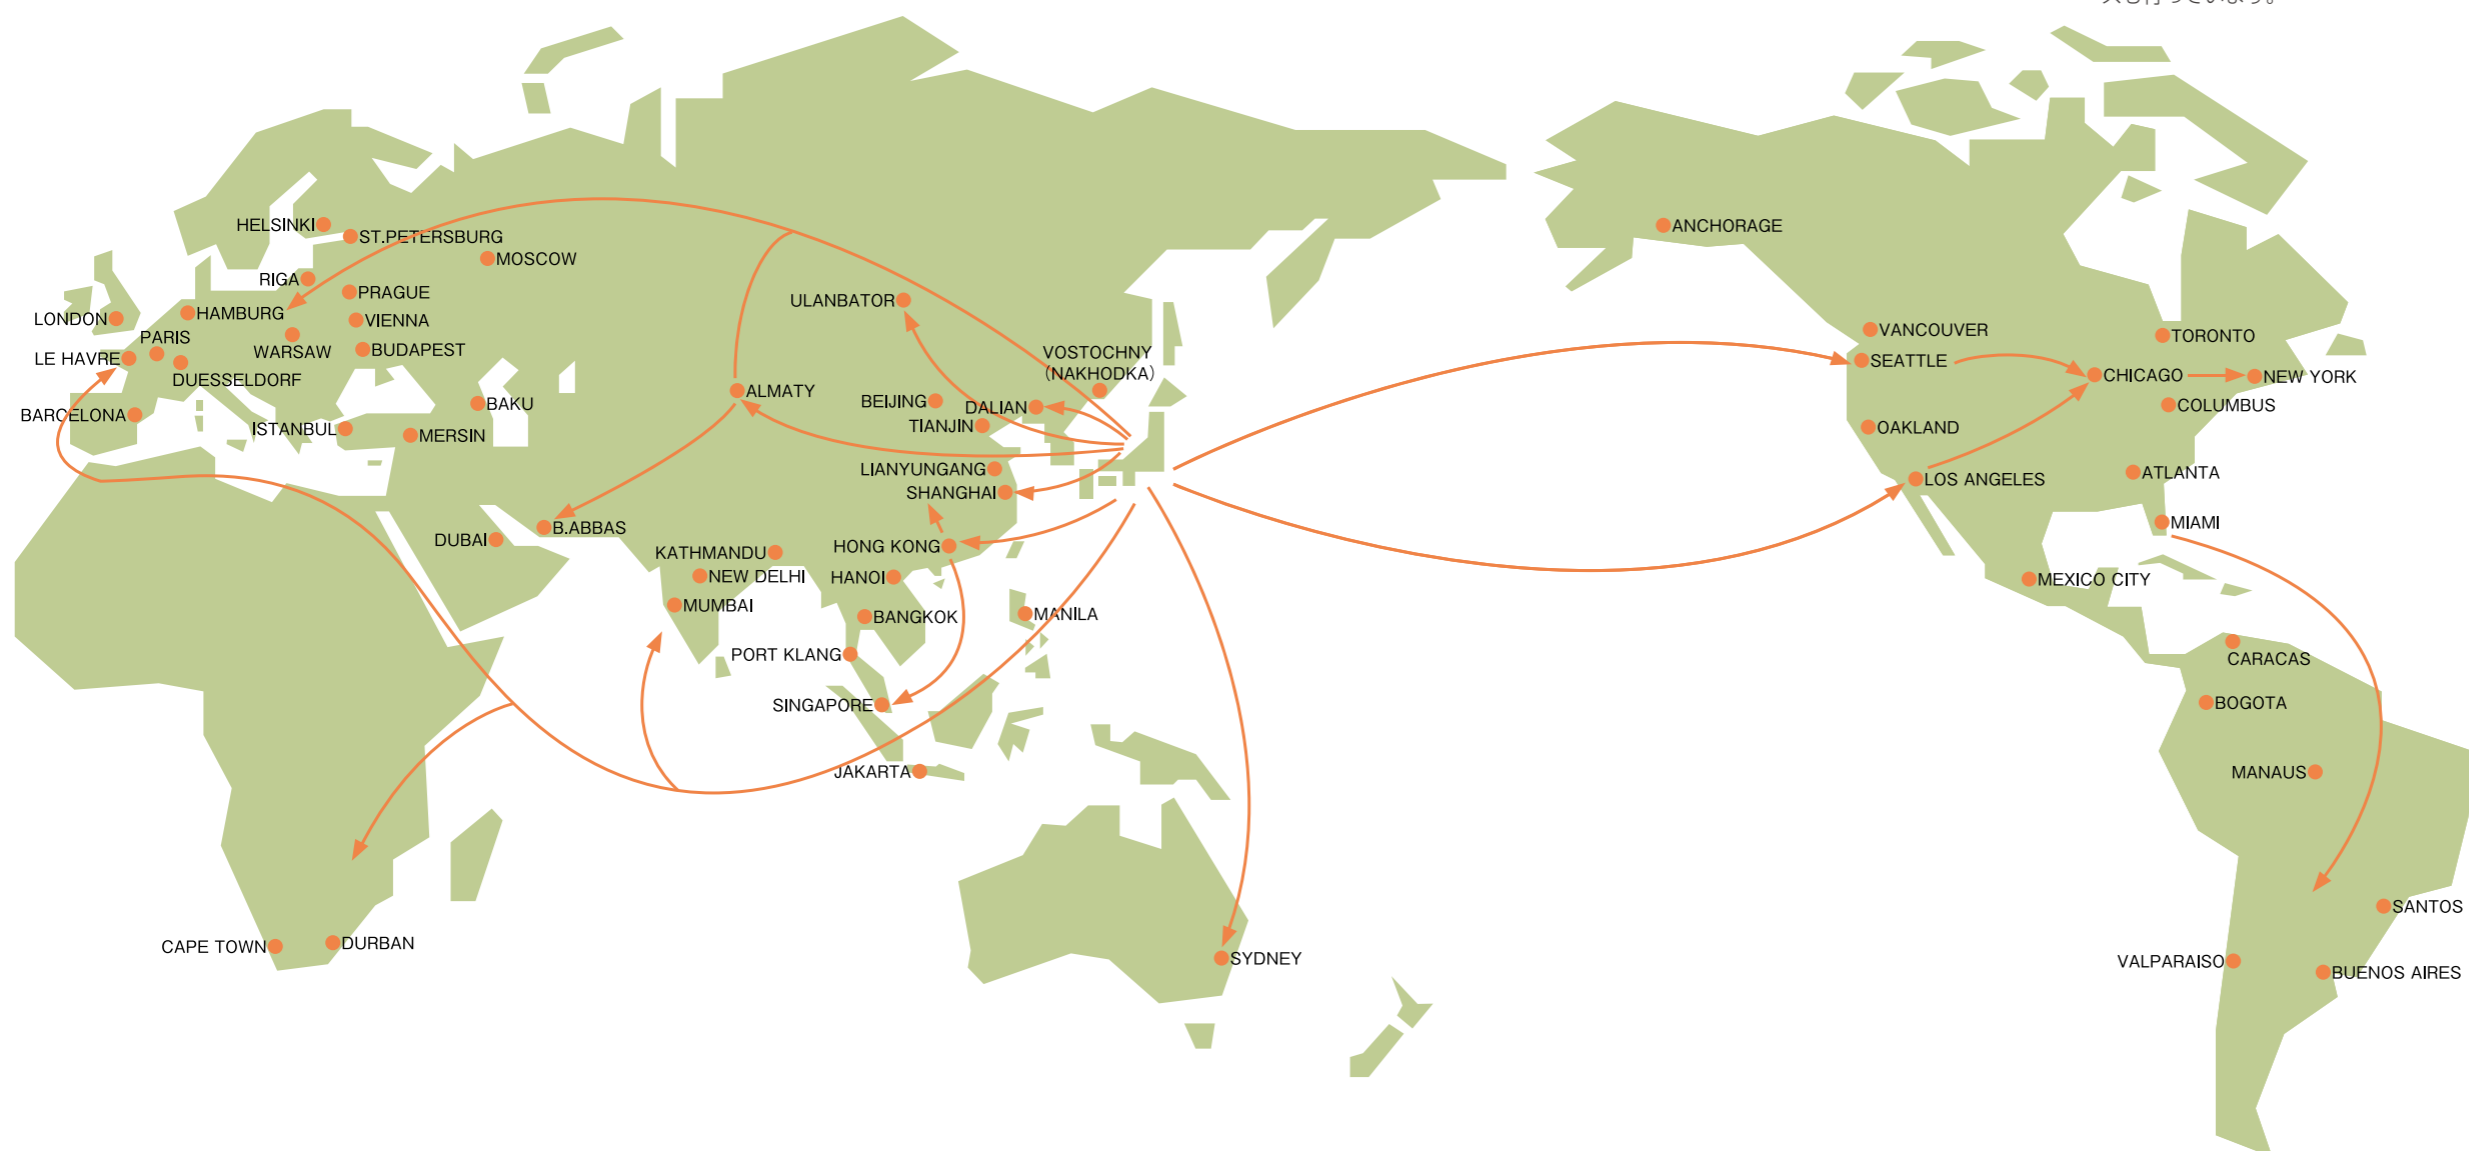 HELSINKI
ST.PETERSBURG
MOSCOW
RIGA
PRAGUE
HAMBURG
LONDON
VIENNA
PARIS
WARSAW
BUDAPEST
LE HAVRE
DUESSELDORF
BARCELONA
BAKU
ISTANBUL
MERSIN
ULANBATOR
VOSTOCHNY
(NAKHODKA)
ALMATY
BEIJING
DALIAN
TIANJIN
LIANYUNGANG
SHANGHAI
B.ABBAS
DUBAI
KATHMANDU
HONG KONG
NEW DELHI
HANOI
MUMBAI
BANGKOK
MANILA
PORT KLANG
SINGAPORE
JAKARTA
CAPE TOWN
DURBAN
SYDNEY
ANCHORAGE
VANCOUVER
TORONTO
SEATTLE
CHICAGO
NEW YORK
COLUMBUS
OAKLAND
ATLANTA
LOS ANGELES
MIAMI
MEXICO CITY
CARACAS
BOGOTA
MANAUS
SANTOS
VALPARAISO
BUENOS AIRES